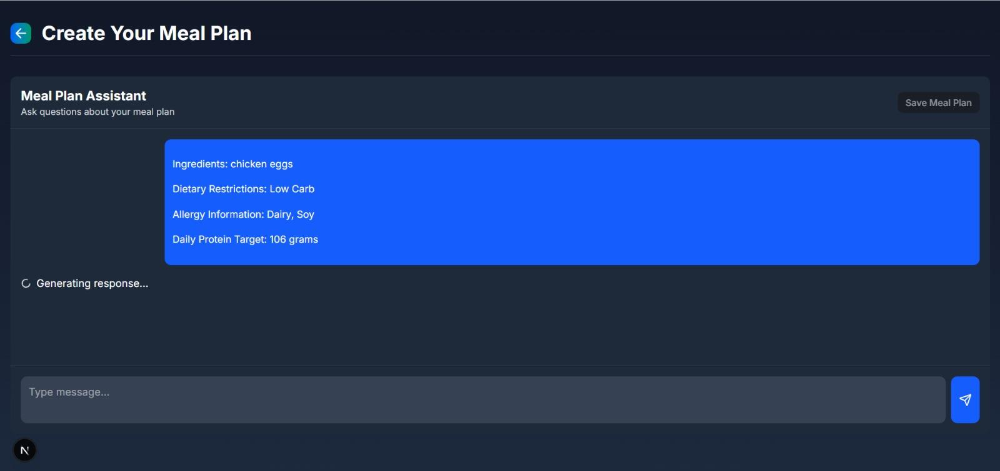 Create Your Meal Plan
Meal Plan Assistant
Ask questions about your meal plan
Save Meal Plan
Ingredients: chicken eggs
Dietary Restrictions: Low Carb
Allergy Information: Dairy, Soy
Daily Protein Target: 106 grams
Generating response...
Type message...
N